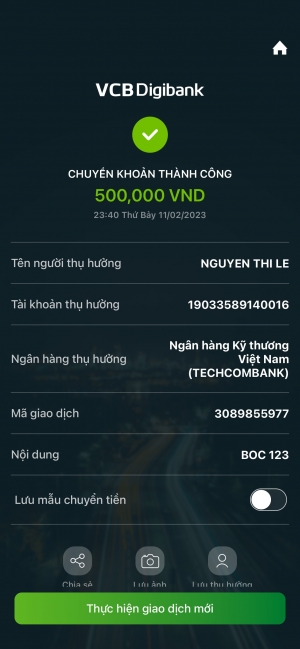 VCB Digibank
CHUYỂN KHOẢN THÀNH CÔNG
500,000 VND
23:40 Thứ Bảy 11/02/2023
Tên người thụ hưởng NGUYEN THI LE
Tài khoản thụ hưởng 19033589140016
Ngân hàng thụ hưởng Ngân hàng Kỹ thương
Việt Nam
(TECHCOMBANK)
Mã giao dịch 3089855977
Nội dung BOC 123
Lưu mẫu chuyển tiền
Chia sẻ Lưu ảnh Lưu thụ hưởng
Thực hiện giao dịch mới